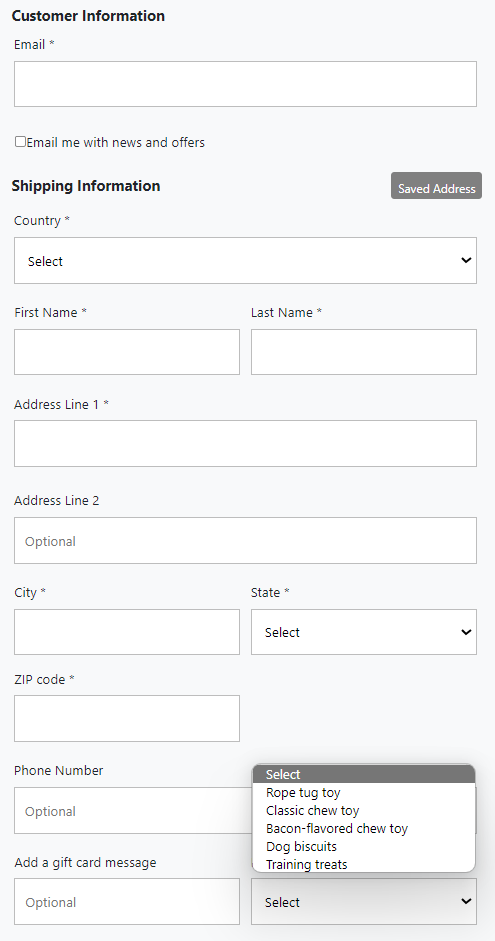 Customer Information
Email *
Email me with news and offers
Shipping Information
Saved Address
Country *
Select
First Name *
Last Name *
Address Line 1 *
Address Line 2
Optional
City *
State *
Select
ZIP code *
Phone Number
Optional
Select
Rope tug toy
Classic chew toy
Bacon-flavored chew toy
Dog biscuits
Training treats
Add a gift card message
Optional
Select